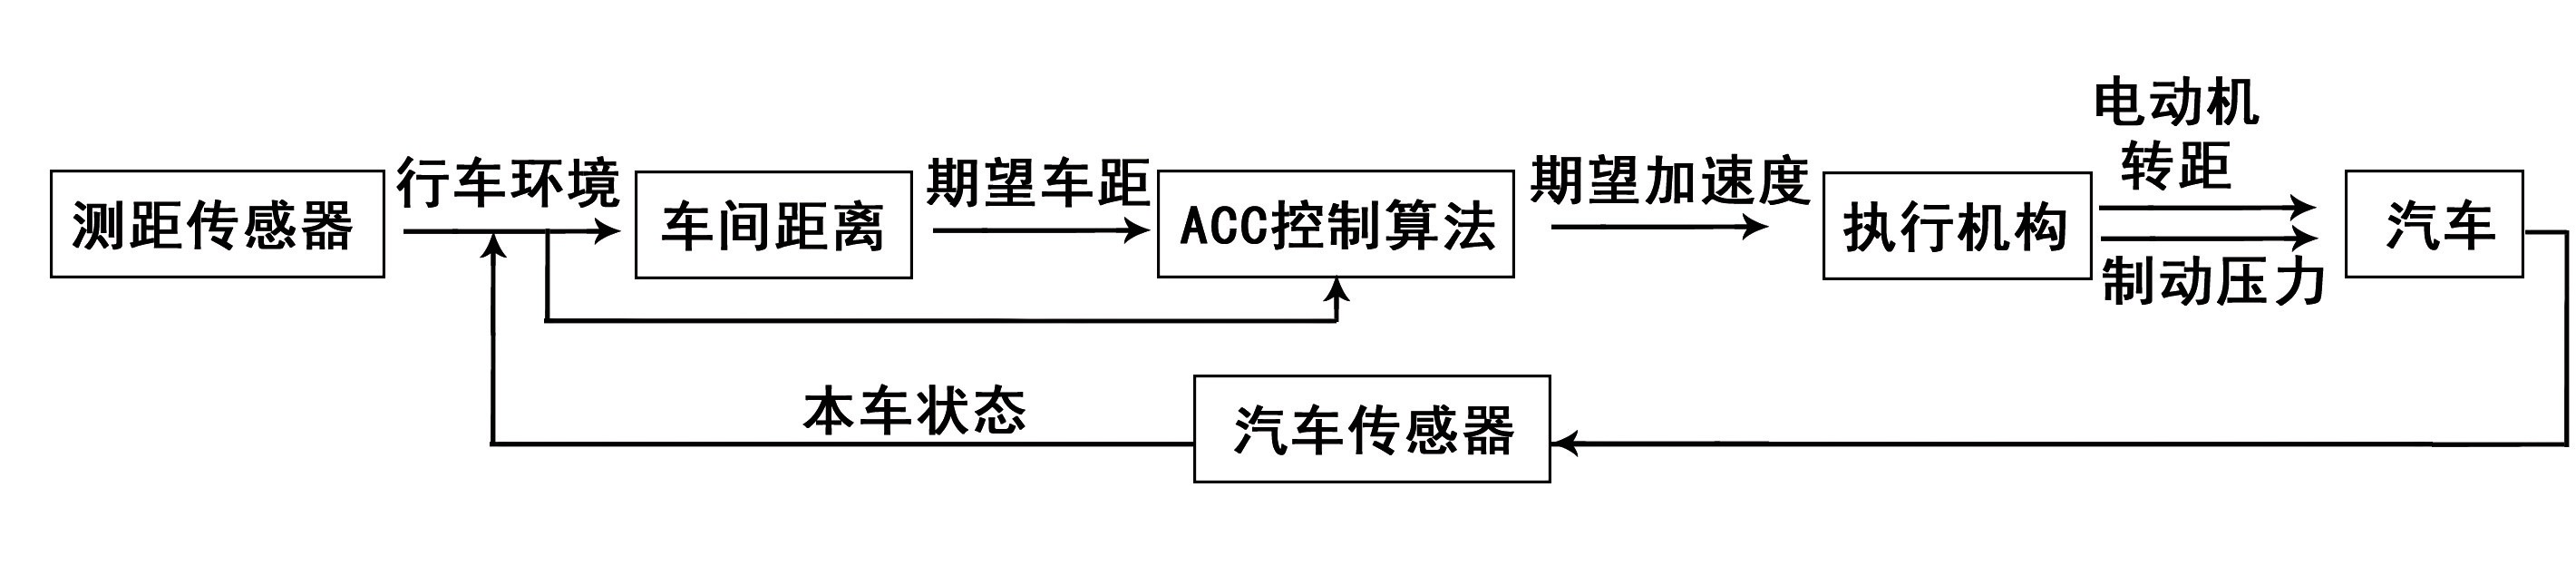 测距传感器
行车环境
车间距离
期望车距
ACC控制算法
期望加速度
执行机构
电动机
转距
制动压力
汽车
本车状态
汽车传感器